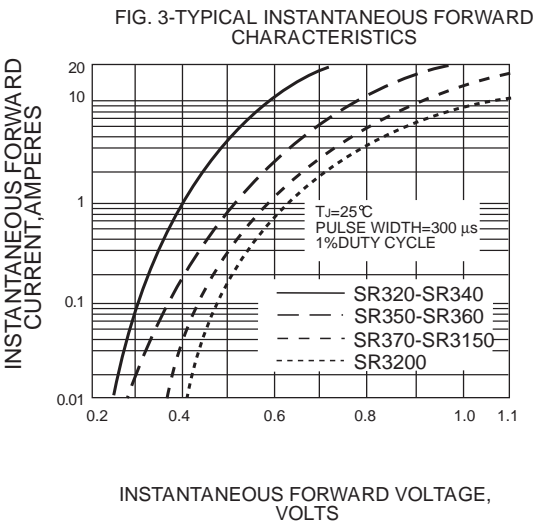 FIG. 3-TYPICAL INSTANTANEOUS FORWARD
CHARACTERISTICS
INSTANTANEOUS FORWARD
CURRENT,AMPERES
20
10
1
0.1
0.01
TJ=25℃
PULSE WIDTH=300 μs
1%DUTY CYCLE
SR320-SR340
SR350-SR360
SR370-SR3150
SR3200
0.2 0.4 0.6 0.8 1.0 1.1
INSTANTANEOUS FORWARD VOLTAGE,
VOLTS